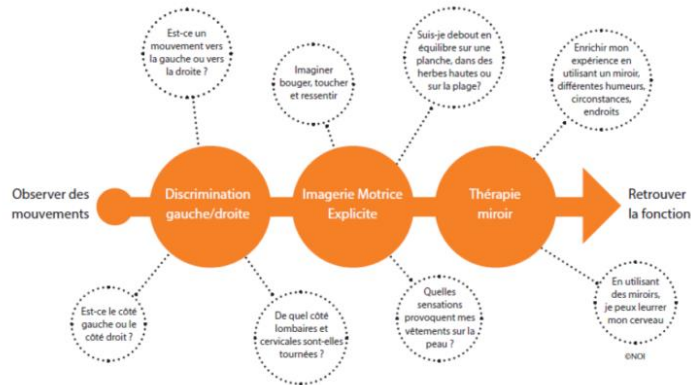 Est-ce un
mouvement vers
la gauche ou vers
la droite ?
Imaginer
bouger, toucher
et ressentir
Suis-je debout en
équilibre sur une
planche, dans des
herbes hautes ou
sur la plage?
Enrichir mon
expérience en
utilisant un miroir,
différentes humeurs,
circonstances,
endroits
Observer des
mouvements
Discrimination
gauche/droite
Imagerie Motrice
Explicite
Thérapie
miroir
Retrouver
la fonction
Est-ce le côté
gauche ou le
côté droit ?
De quel côté
lombaires et
cervicales sont-elles
tournées ?
Quelles
sensations
provoquent mes
vêtements sur la
peau ?
En utilisant
des miroirs,
je peux leurrer
mon cerveau
©NOI